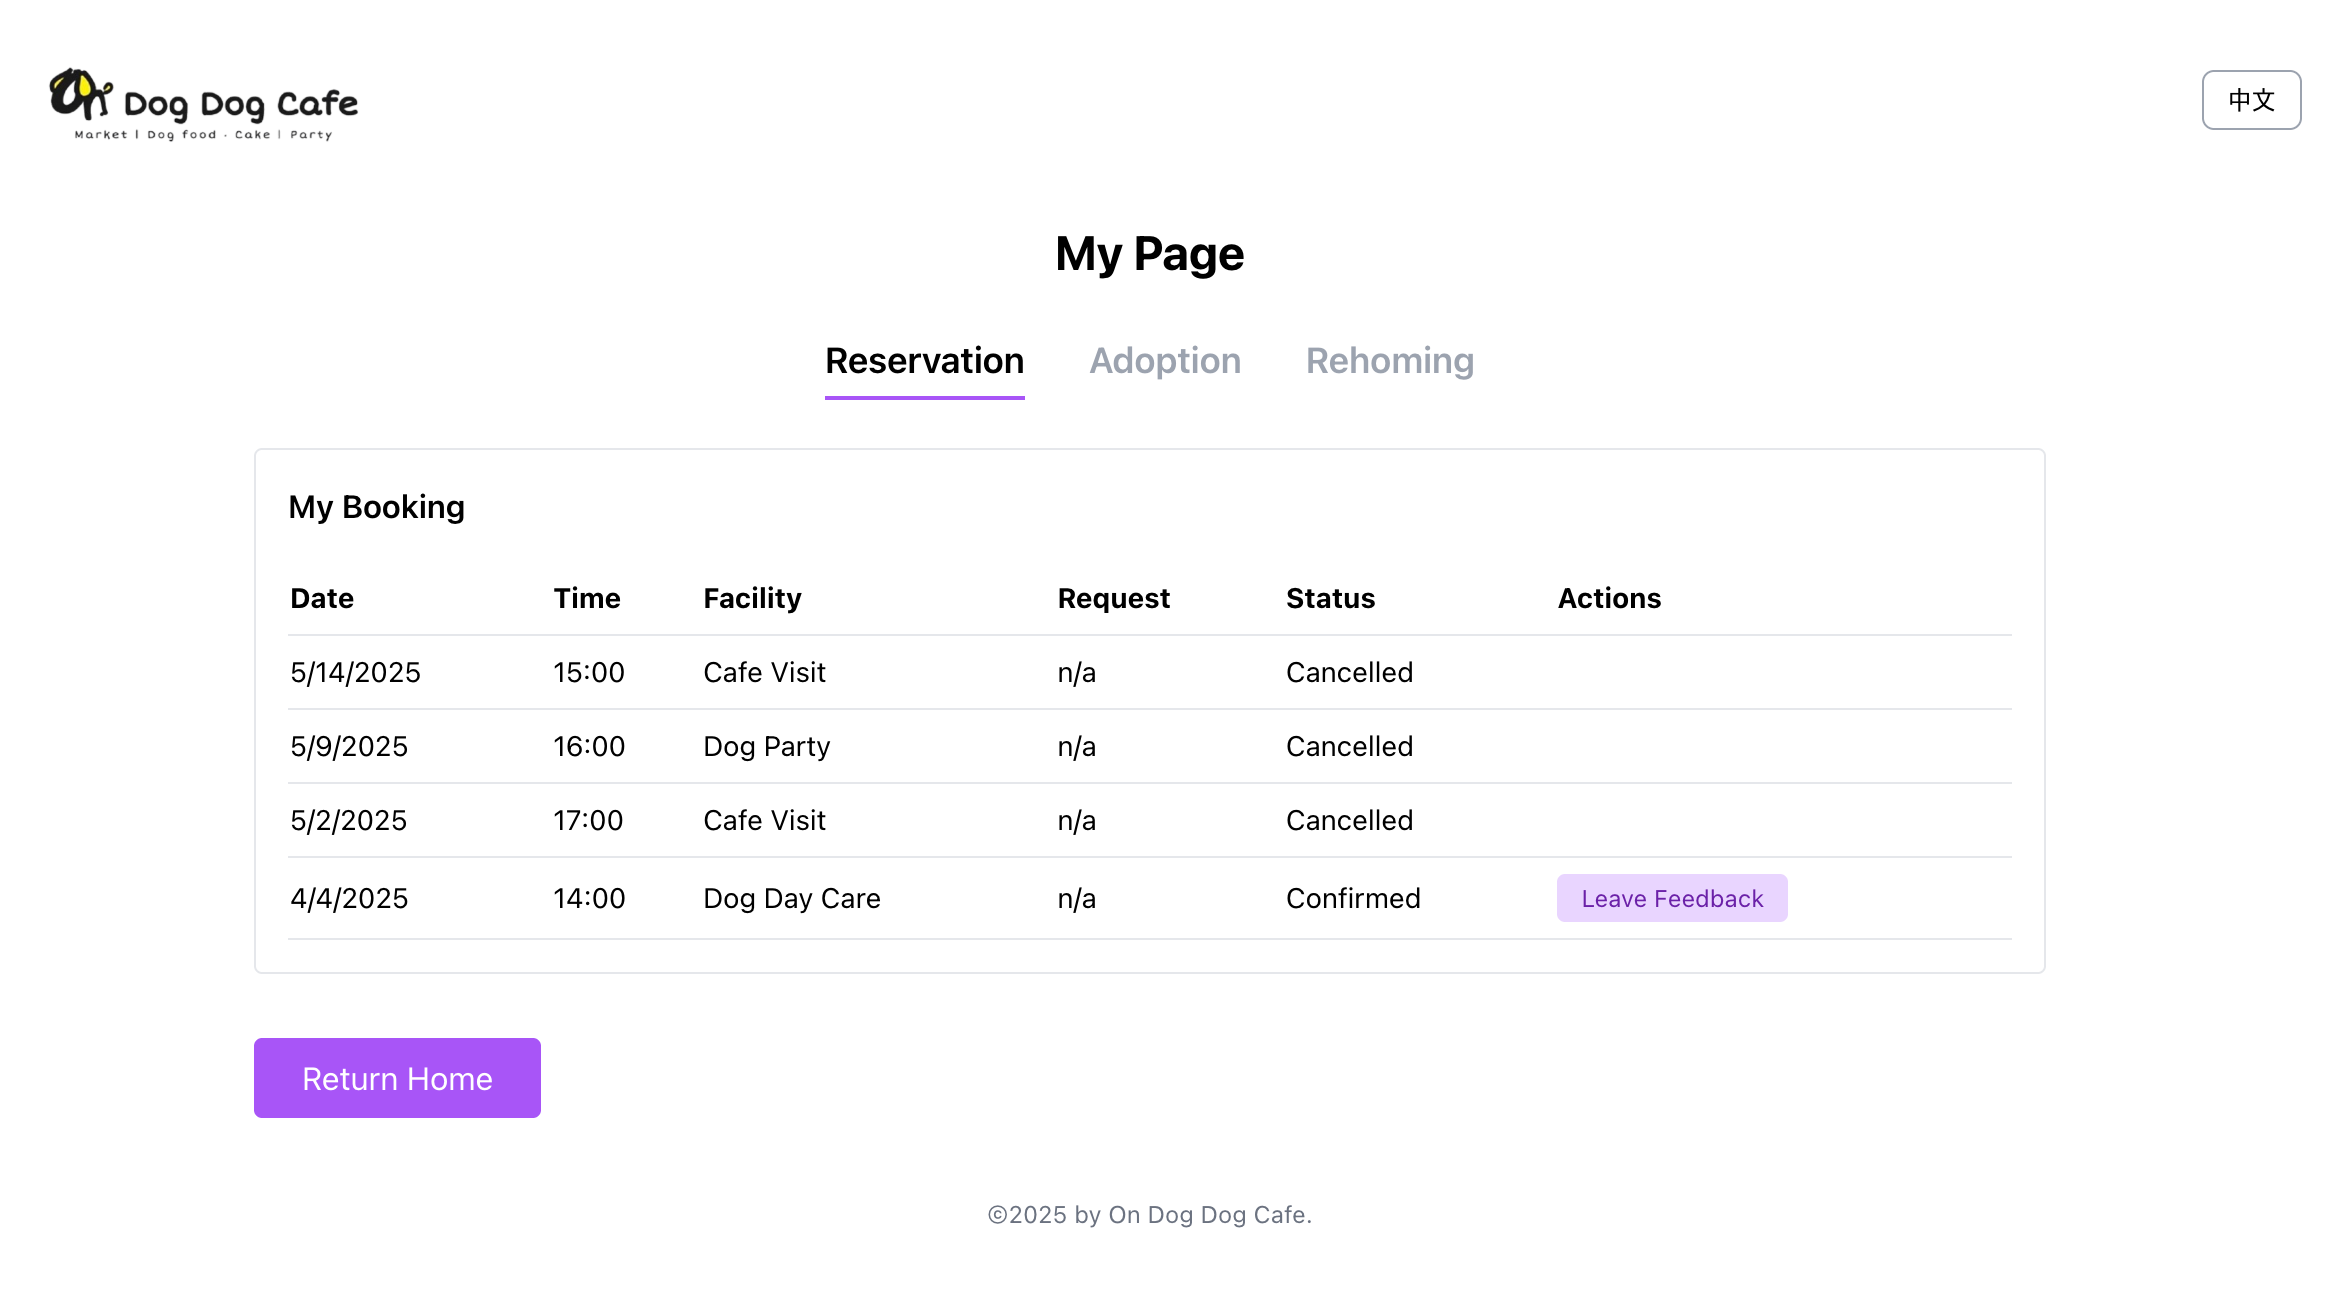 On Dog Dog Cafe
Market | Dog food · Cake | Party
中文
My Page
Reservation Adoption Rehoming
My Booking
Date Time Facility Request Status Actions
5/14/2025 15:00 Cafe Visit n/a Cancelled
5/9/2025 16:00 Dog Party n/a Cancelled
5/2/2025 17:00 Cafe Visit n/a Cancelled
4/4/2025 14:00 Dog Day Care n/a Confirmed Leave Feedback
Return Home
©2025 by On Dog Dog Cafe.